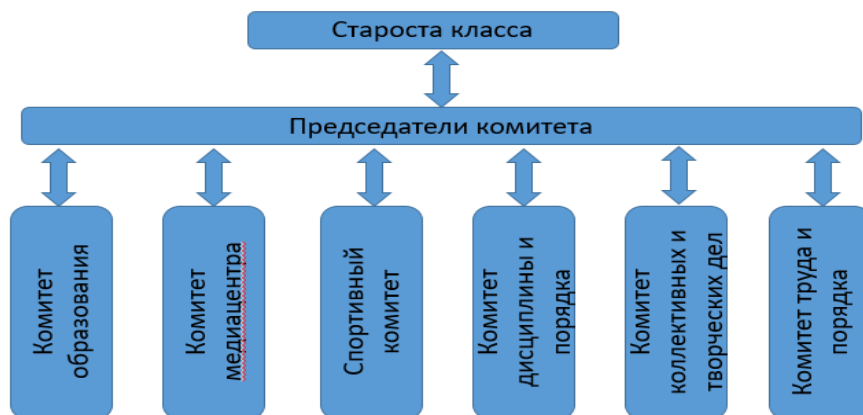 Староста класса
Председатели комитета
Комитет
образования
Комитет
медиацентра
Спортивный
комитет
Комитет
дисциплины и
порядка
Комитет
коллективных и
творческих дел
Комитет труда и
порядка